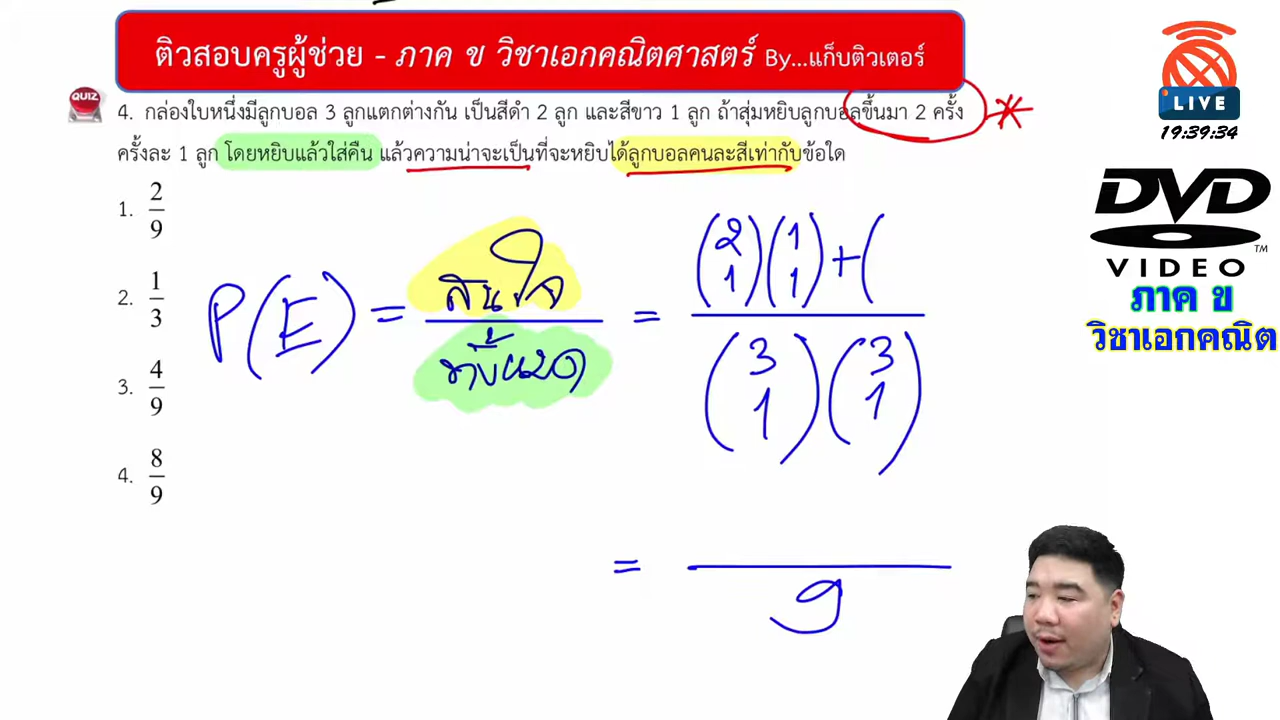 ติวสอบครูผู้ช่วย - ภาค ข วิชาเอกคณิตศาสตร์ By...แก็บติวเตอร์
QUIZ
4. กล่องใบหนึ่งมีลูกบอล 3 ลูกแตกต่างกัน เป็นสีดำ 2 ลูก และสีขาว 1 ลูก ถ้าสุ่มหยิบลูกบอลขึ้นมา 2 ครั้ง
ครั้งละ 1 ลูก โดยหยิบแล้วใส่คืน แล้วความน่าจะเป็นที่จะหยิบได้ลูกบอลคนละสีเท่ากับข้อใด
1. 2/9
2. 1/3
3. 4/9
4. 8/9
P(E) = สนใจ / ทั้งหมด = (2 1)(1 1) + ( / (3 1)(3 1)
= / 9
LIVE
19:39:34
DVD
VIDEO TM
ภาค ข
วิชาเอกคณิต